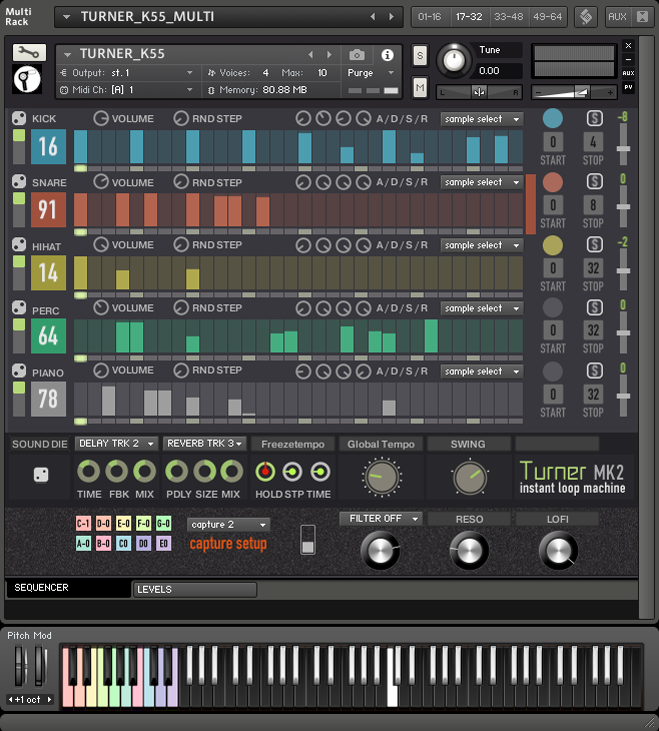 Multi
Rack
TURNER_K55_MULTI
01-16 17-32 33-48 49-64
AUX
TURNER_K55
Output: st. 1
Voices: 4 Max: 10
Purge
Midi Ch: [A] 1
Memory: 80.88 MB
S
M
Tune
0.00
L R
AUX
PV
KICK VOLUME RND STEP A/D/S/R sample select S -8
16 0 4
START STOP
SNARE VOLUME RND STEP A/D/S/R sample select S 0
91 0 8
START STOP
HIHAT VOLUME RND STEP A/D/S/R sample select S -2
14 0 32
START STOP
PERC VOLUME RND STEP A/D/S/R sample select S 0
64 0 32
START STOP
PIANO VOLUME RND STEP A/D/S/R sample select S 0
78 0 32
START STOP
SOUND DIE DELAY TRK 2 REVERB TRK 3 Freezetempo Global Tempo SWING
TIME FBK MIX PDLY SIZE MIX HOLD STP TIME
Turner MK2
instant loop machine
C-1 D-0 E-0 F-0 G-0
A-0 B-0 C0 D0 E0
capture 2
capture setup
FILTER OFF RESO LOFI
SEQUENCER LEVELS
Pitch Mod
+1 oct